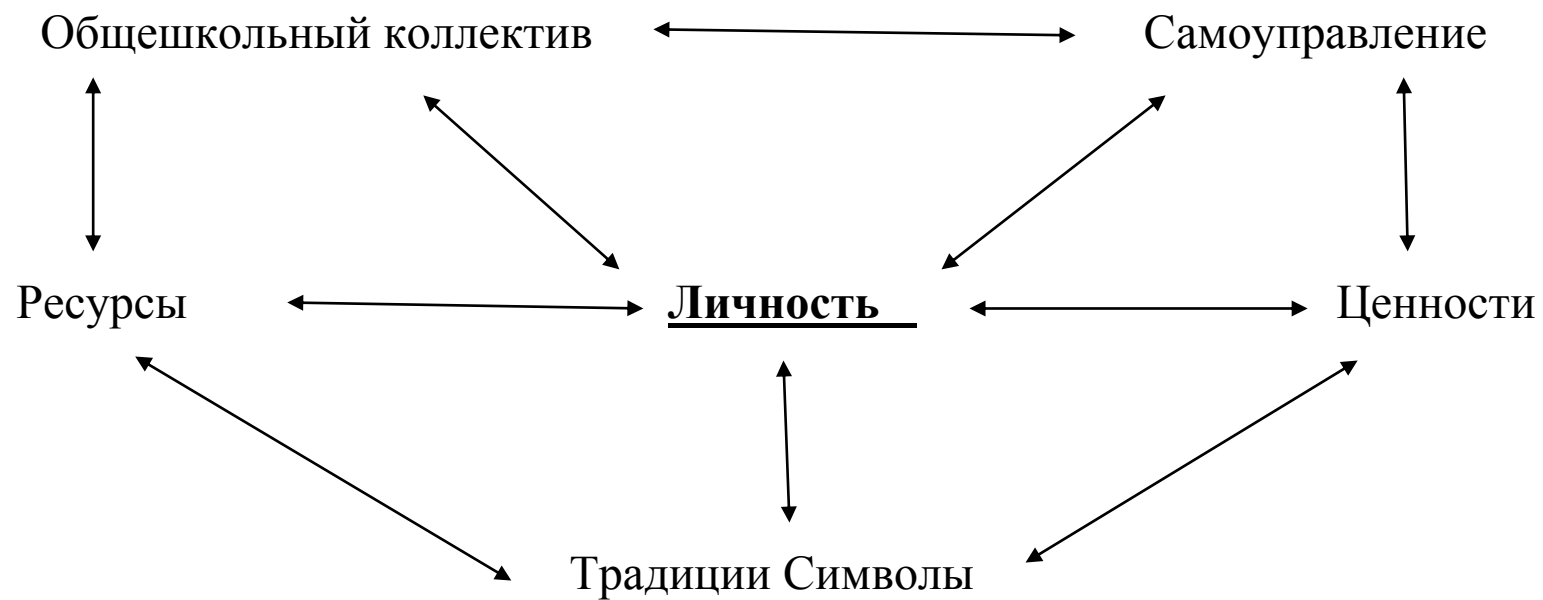 Общешкольный коллектив
Самоуправление
Ресурсы
Личность
Ценности
Традиции Символы